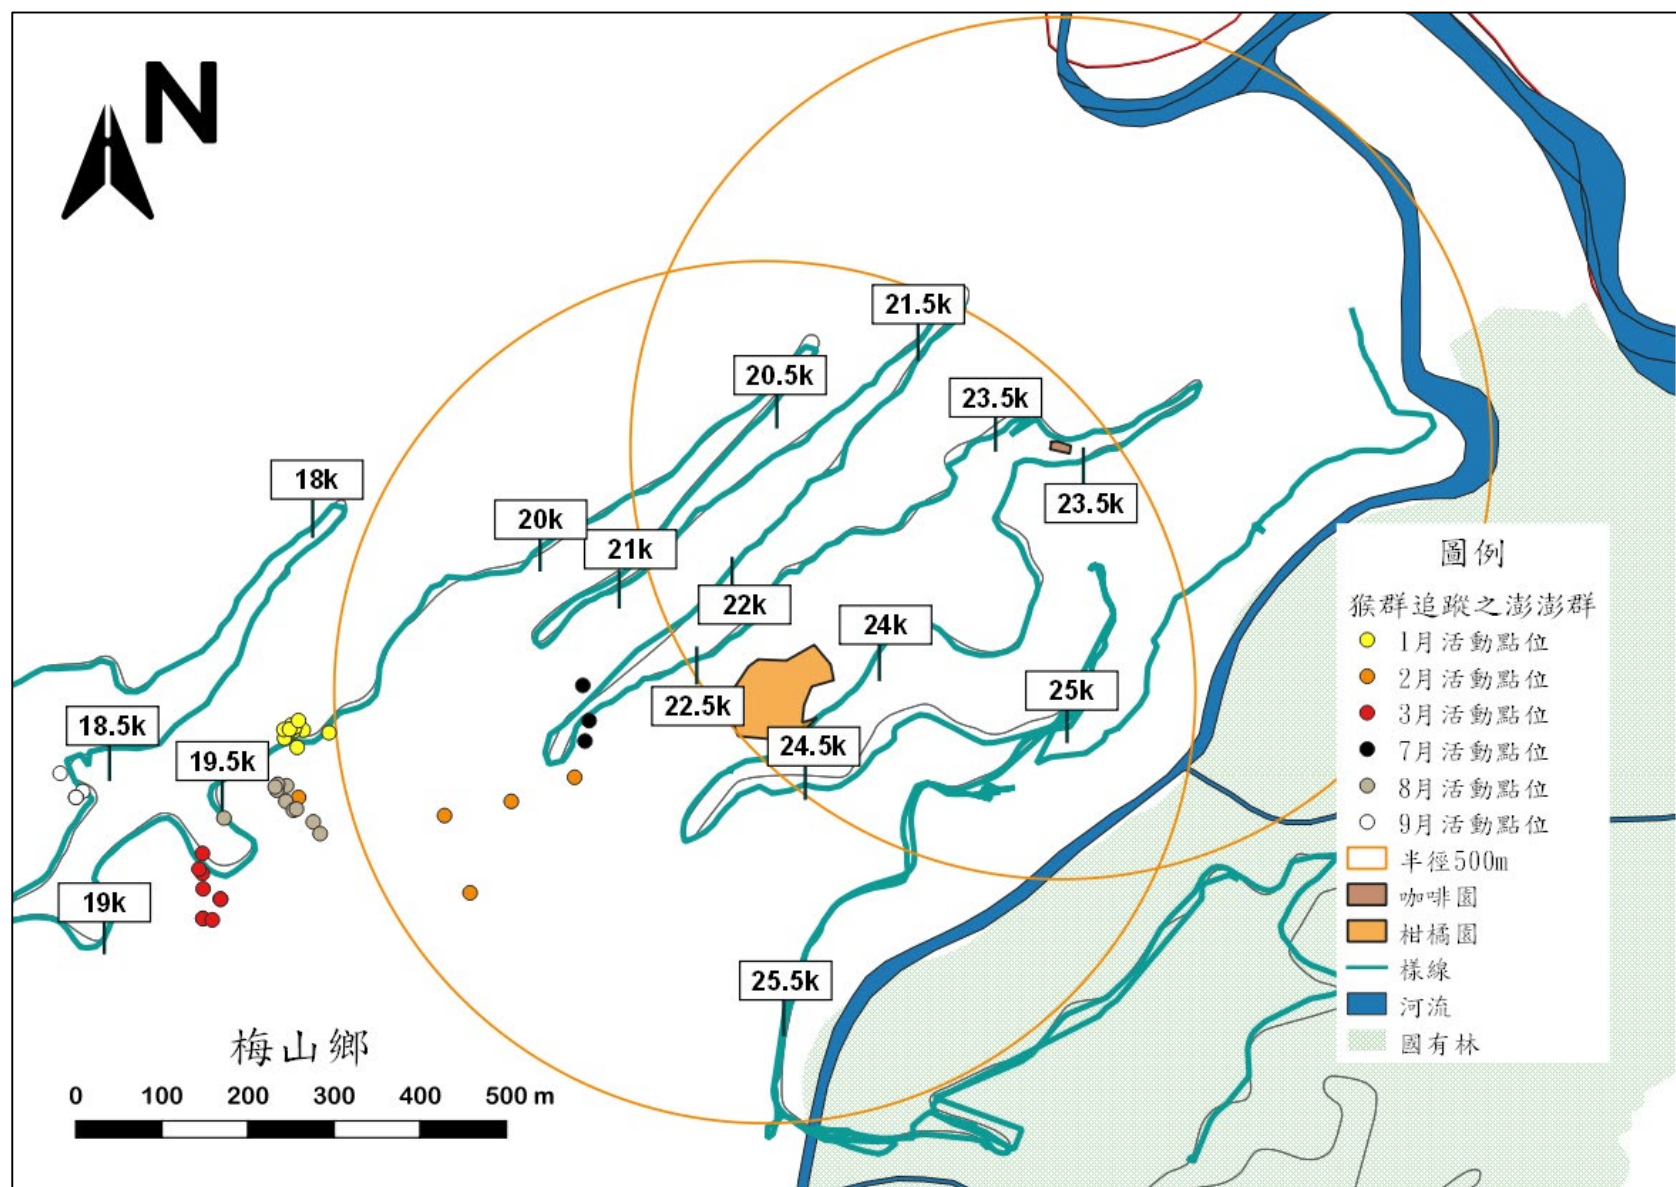 N
21.5k
20.5k
23.5k
18k
23.5k
20k
21k
22k
24k
22.5k
25k
18.5k
24.5k
19.5k
19k
25.5k
圖例
猴群追蹤之澎澎群
1月活動點位
2月活動點位
3月活動點位
7月活動點位
8月活動點位
9月活動點位
半徑500m
咖啡園
柑橘園
樣線
河流
國有林
梅山鄉
0 100 200 300 400 500 m